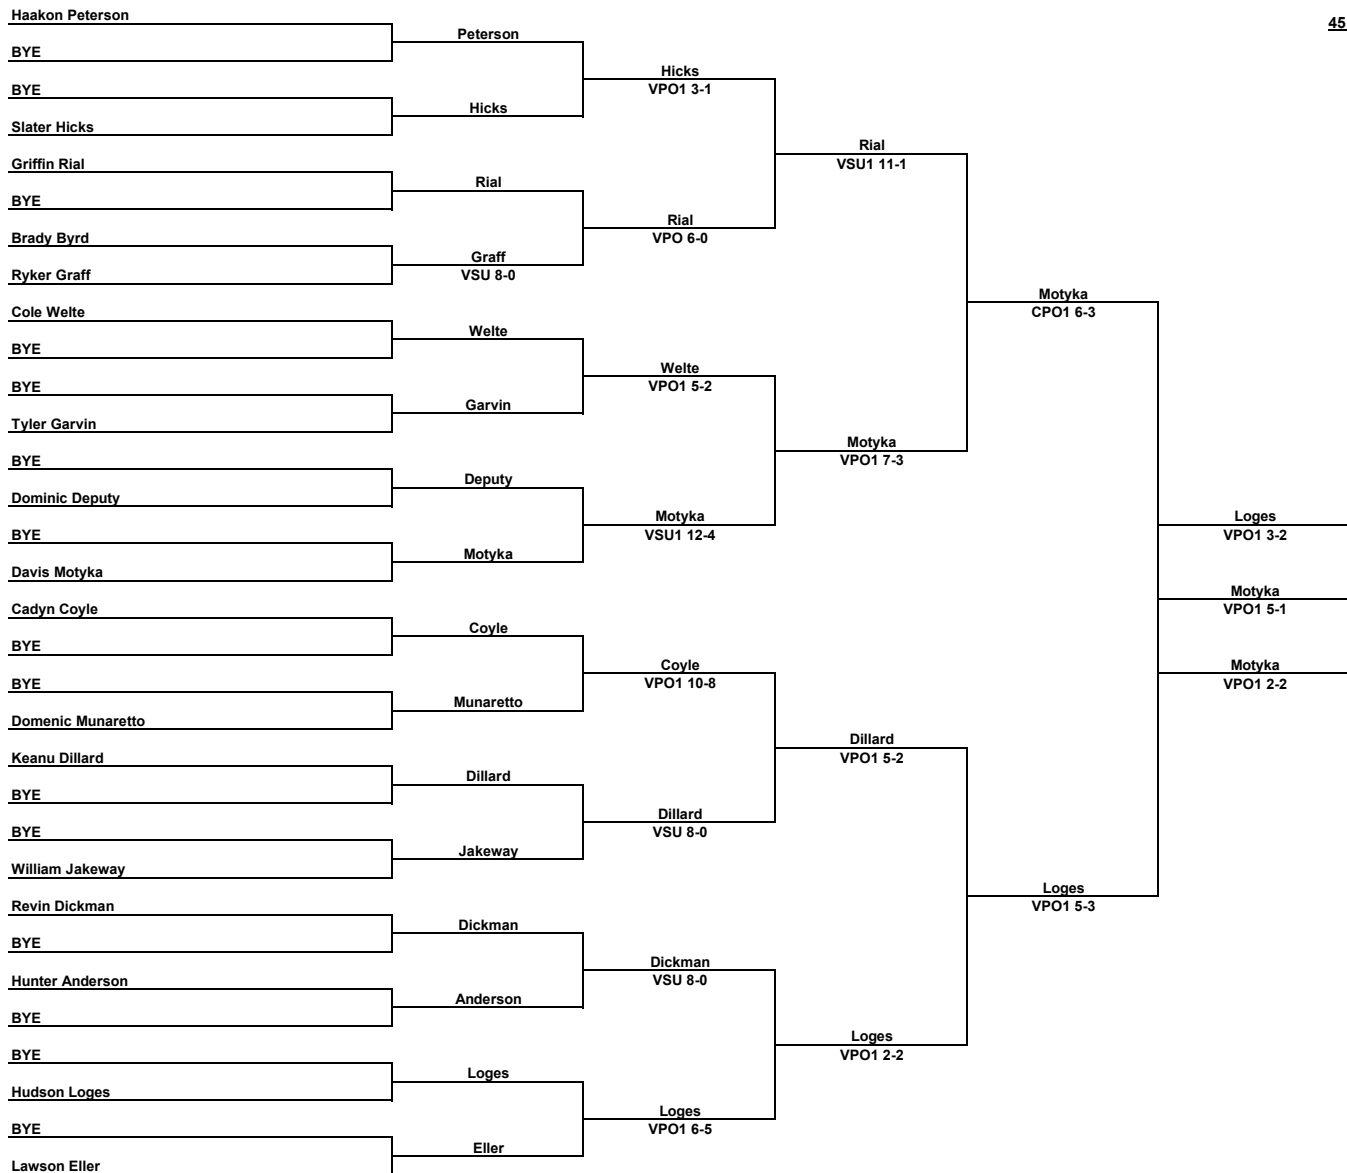 Haakon Peterson
BYE
BYE
Slater Hicks
Griffin Rial
BYE
Brady Byrd
Ryker Graff
Cole Welte
BYE
BYE
Tyler Garvin
BYE
Dominic Deputy
BYE
Davis Motyka
Cadyn Coyle
BYE
BYE
Domenic Munaretto
Keanu Dillard
BYE
BYE
William Jakeway
Revin Dickman
BYE
Hunter Anderson
BYE
BYE
Hudson Loges
BYE
Lawson Eller
Peterson
Hicks
Rial
Graff
VSU 8-0
Welte
Garvin
Deputy
Motyka
Coyle
Munaretto
Dillard
Jakeway
Dickman
Anderson
Loges
Eller
Hicks
VPO1 3-1
Rial
VPO 6-0
Welte
VPO1 5-2
Motyka
VSU1 12-4
Coyle
VPO1 10-8
Dillard
VSU 8-0
Dickman
VSU 8-0
Loges
VPO1 6-5
Rial
VSU1 11-1
Motyka
VPO1 7-3
Dillard
VPO1 5-2
Loges
VPO1 2-2
Motyka
CPO1 6-3
Loges
VPO1 5-3
45
Loges
VPO1 3-2
Motyka
VPO1 5-1
Motyka
VPO1 2-2